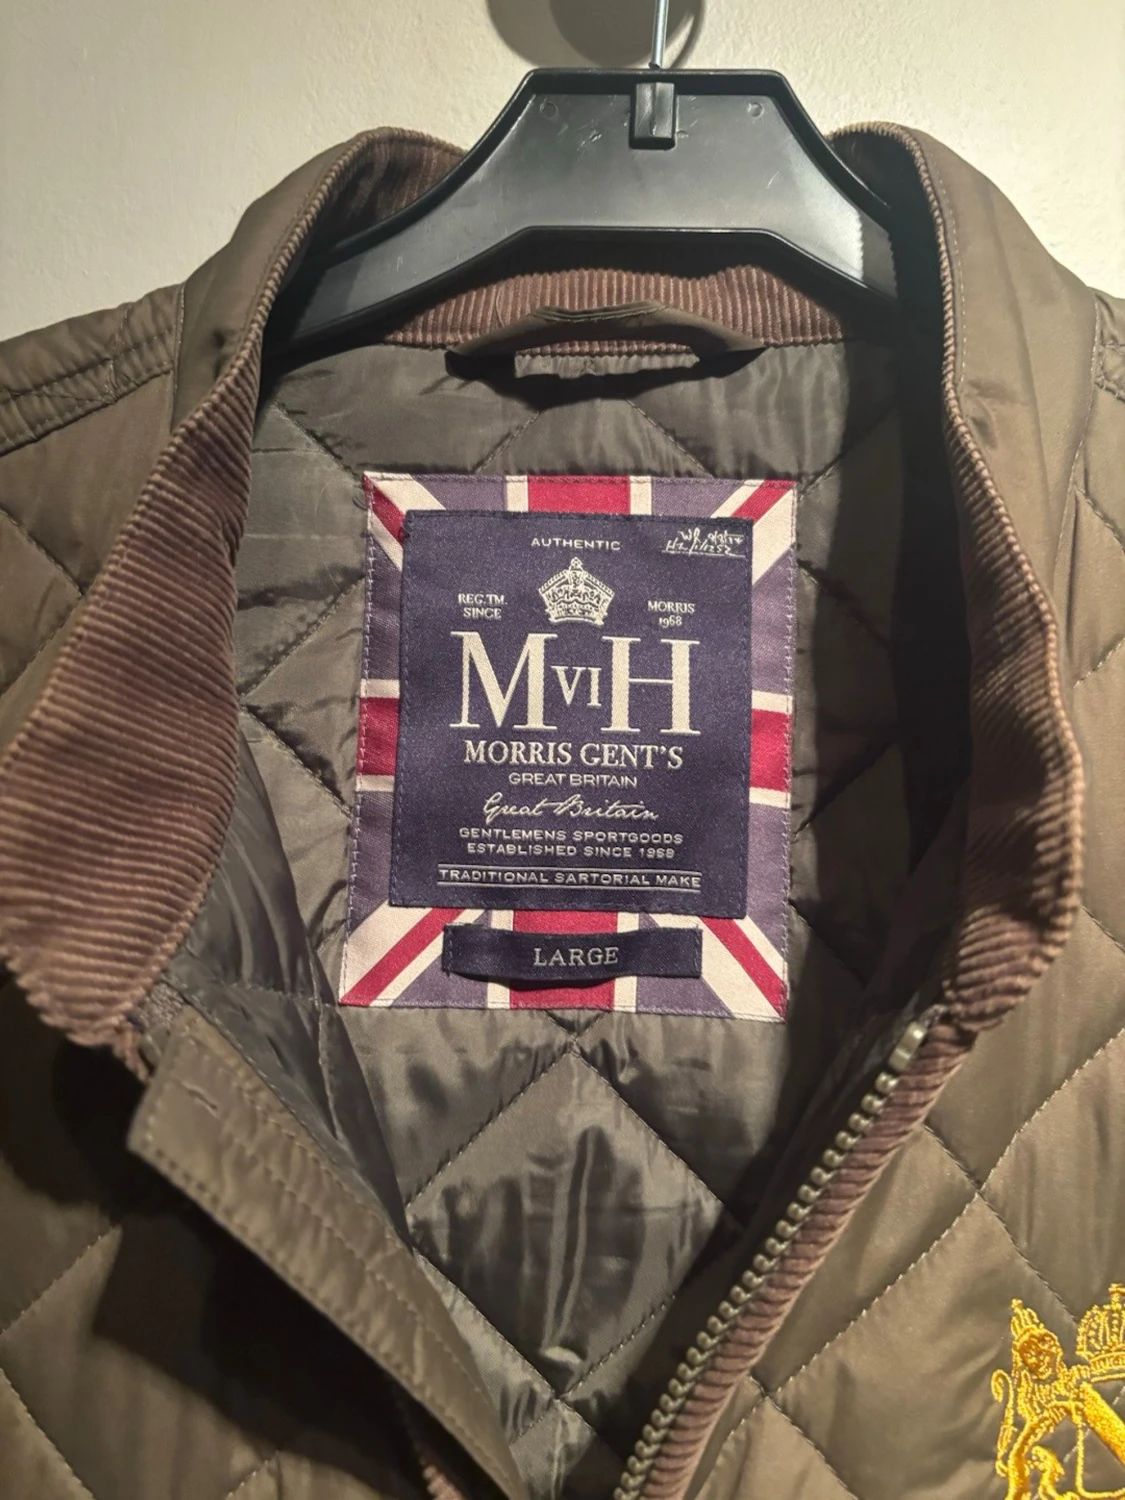 AUTHENTIC
REG.TM. SINCE
MORRIS 1968
MVIH
MORRIS GENT'S
GREAT BRITAIN
Great Britain
GENTLEMENS SPORTGOODS
ESTABLISHED SINCE 1968
TRADITIONAL SARTORIAL MAKE
LARGE